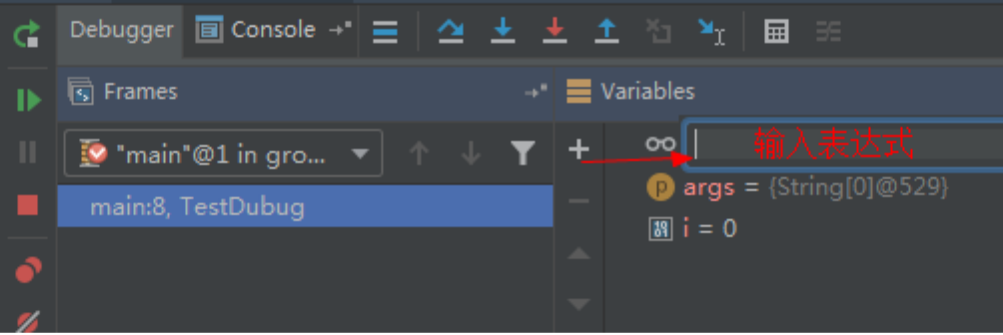 Debugger Console
Frames
Variables
"main"@1 in gro...
输入表达式
main:8, TestDubug
p args = {String[0]@529}
i = 0